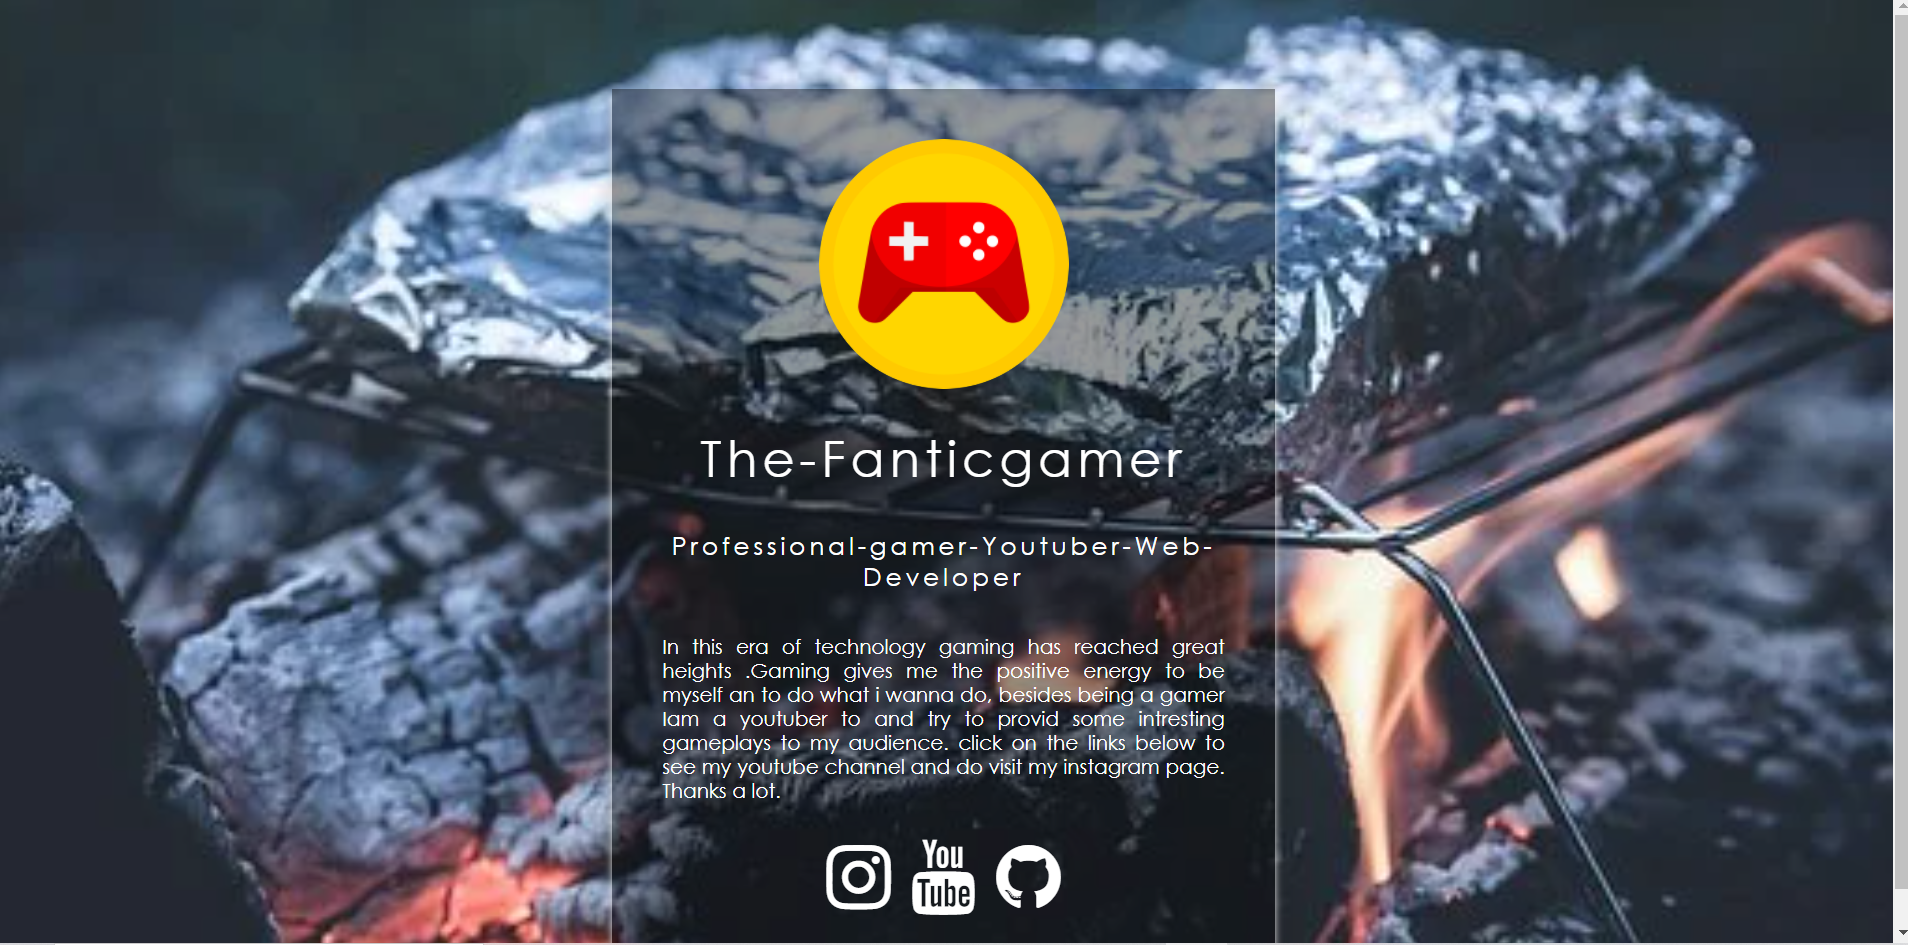 The-Fanticgamer
Professional-gamer-Youtuber-Web-
Developer
In this era of technology gaming has reached great
heights .Gaming gives me the positive energy to be
myself an to do what i wanna do, besides being a gamer
Iam a youtuber to and try to provid some intresting
gameplays to my audience. click on the links below to
see my youtube channel and do visit my instagram page.
Thanks a lot.
You
Tube